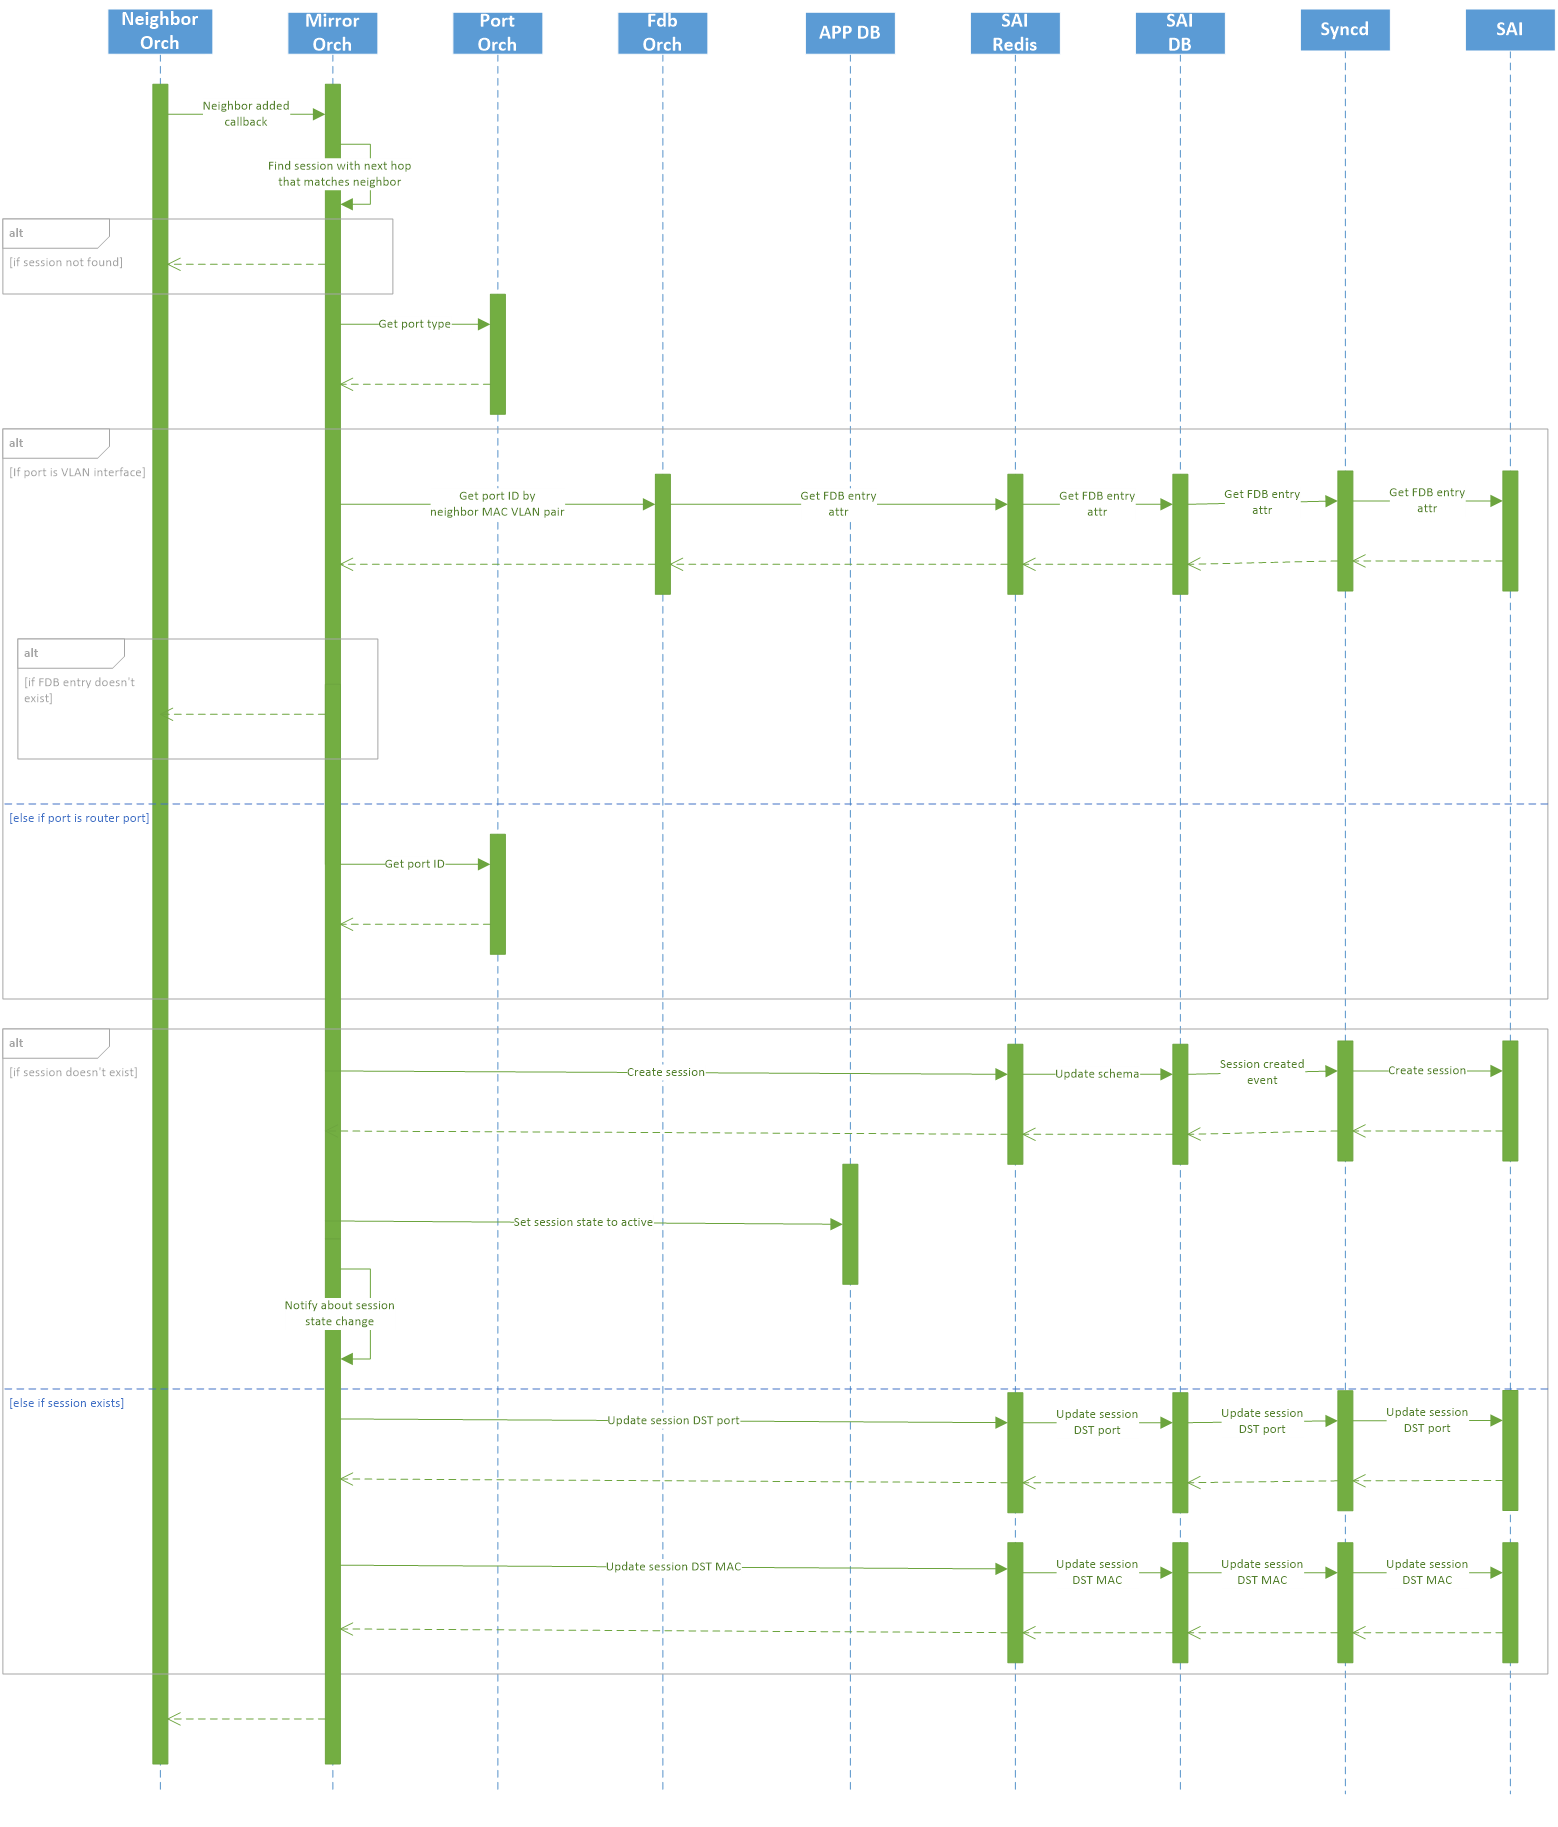 Neighbor
Orch
Mirror
Orch
Port
Orch
Fdb
Orch
APP DB
SAI
Redis
SAI
DB
Syncd
SAI
Neighbor added
callback
Find session with next hop
that matches neighbor
alt
[if session not found]
Get port type
alt
[If port is VLAN interface]
Get port ID by
neighbor MAC VLAN pair
Get FDB entry
attr
Get FDB entry
attr
Get FDB entry
attr
Get FDB entry
attr
alt
[if FDB entry doesn't
exist]
[else if port is router port]
Get port ID
alt
[if session doesn't exist]
Create session
Update schema
Session created
event
Create session
Set session state to active
Notify about session
state change
[else if session exists]
Update session DST port
Update session
DST port
Update session
DST port
Update session
DST port
Update session DST MAC
Update session
DST MAC
Update session
DST MAC
Update session
DST MAC